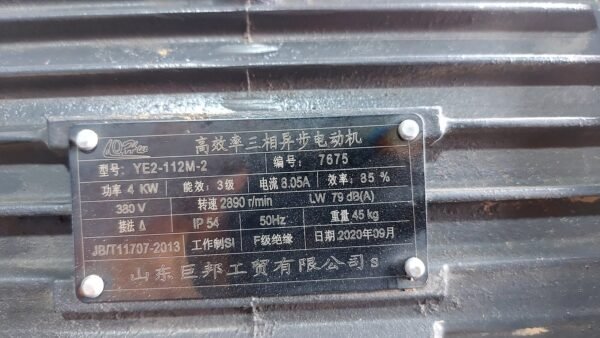 高效率三相异步电动机
型号: YE2-112M-2 编号: 7675
功率 4 KW 能效: 3级 电流 8.05A 效率: 85 %
380 V 转速 2890 r/min LW 79 dB(A)
接法 Δ IP 54 50Hz 重量 45 kg
JB/T11707-2013 工作制SI F级绝缘 日期 2020年09月
山东巨邦工贸有限公司 S